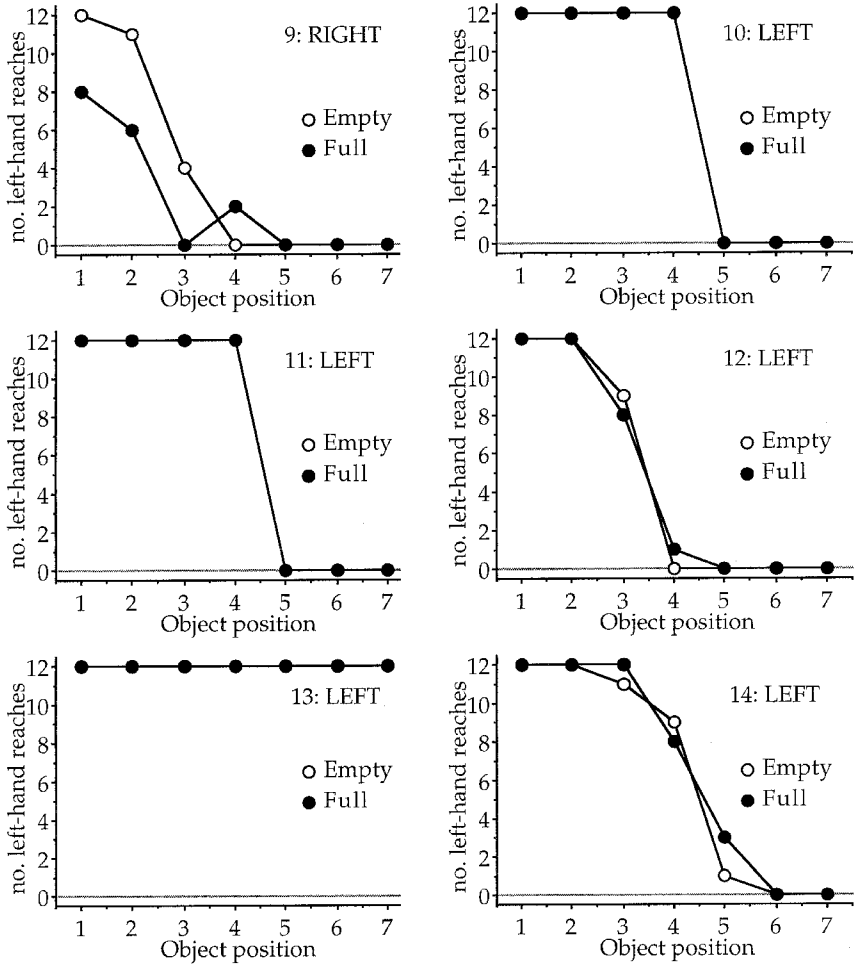 no. left-hand reaches
12
10
8
6
4
2
0
9: RIGHT
Empty
Full
1 2 3 4 5 6 7
Object position
no. left-hand reaches
12
10
8
6
4
2
0
10: LEFT
Empty
Full
1 2 3 4 5 6 7
Object position
no. left-hand reaches
12
10
8
6
4
2
0
11: LEFT
Empty
Full
1 2 3 4 5 6 7
Object position
no. left-hand reaches
12
10
8
6
4
2
0
12: LEFT
Empty
Full
1 2 3 4 5 6 7
Object position
no. left-hand reaches
12
10
8
6
4
2
0
13: LEFT
Empty
Full
1 2 3 4 5 6 7
Object position
no. left-hand reaches
12
10
8
6
4
2
0
14: LEFT
Empty
Full
1 2 3 4 5 6 7
Object position